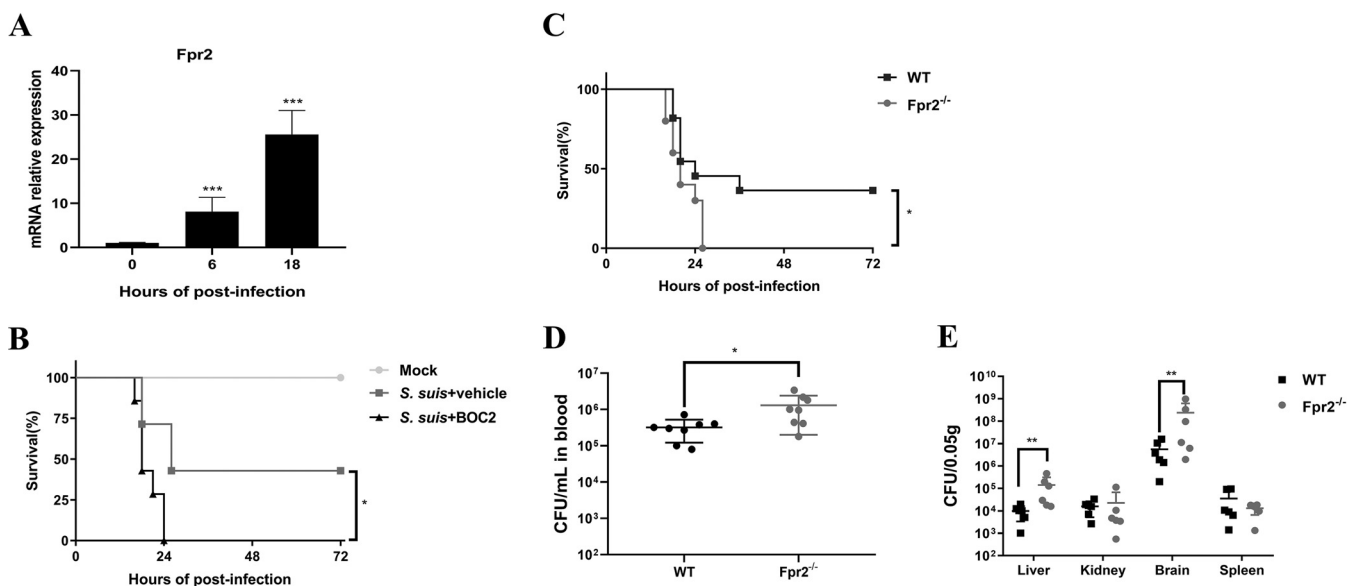 A
Fpr2
mRNA relative expression
40
30
20
10
0
***
***
0 6 18
Hours of post-infection
B
Survival(%)
100
75
50
25
0
0 24 48 72
Hours of post-infection
Mock
S. suis+vehicle
S. suis+BOC2
*
C
Survival(%)
100
50
0
0 24 48 72
Hours of post-infection
WT
Fpr2-/-
*
D
CFU/mL in blood
10⁷
10⁶
10⁵
10⁴
10³
10²
*
WT Fpr2-/-
E
CFU/0.05g
10¹⁰
10⁹
10⁸
10⁷
10⁶
10⁵
10⁴
10³
10²
**
**
Liver Kidney Brain Spleen
WT
Fpr2-/-